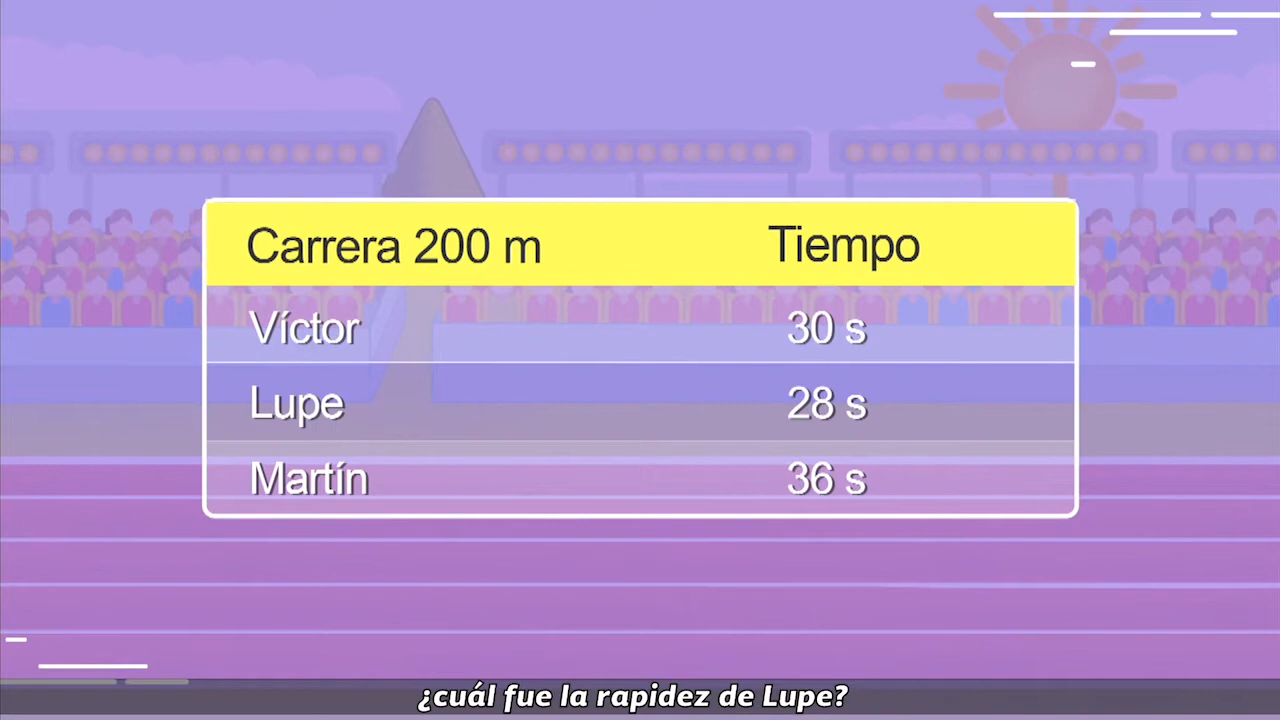 Carrera 200 m Tiempo
Víctor 30 s
Lupe 28 s
Martín 36 s
¿cuál fue la rapidez de Lupe?